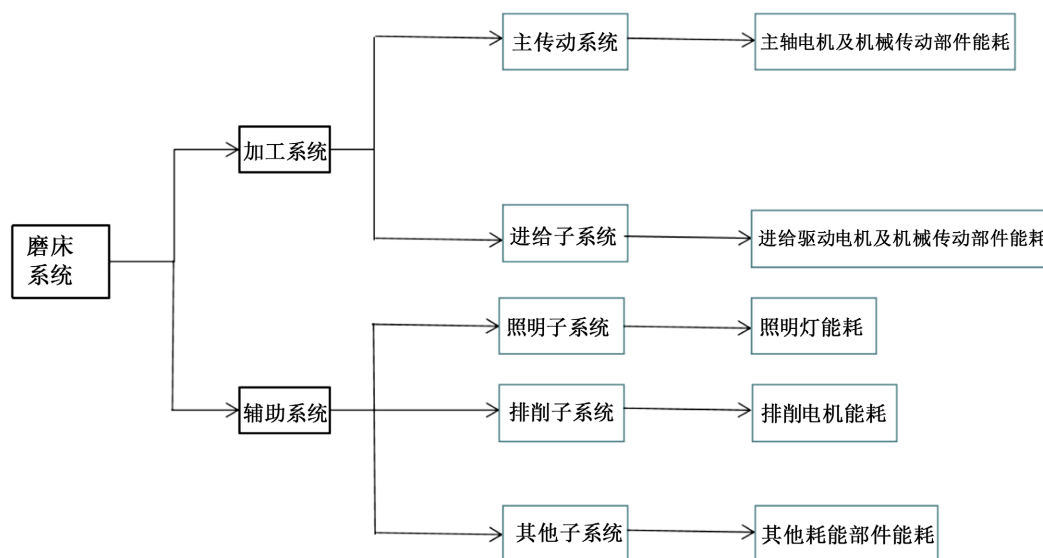 主传动系统
主轴电机及机械传动部件能耗
加工系统
磨床
系统
进给子系统
进给驱动电机及机械传动部件能耗
照明子系统
照明灯能耗
辅助系统
排削子系统
排削电机能耗
其他子系统
其他耗能部件能耗